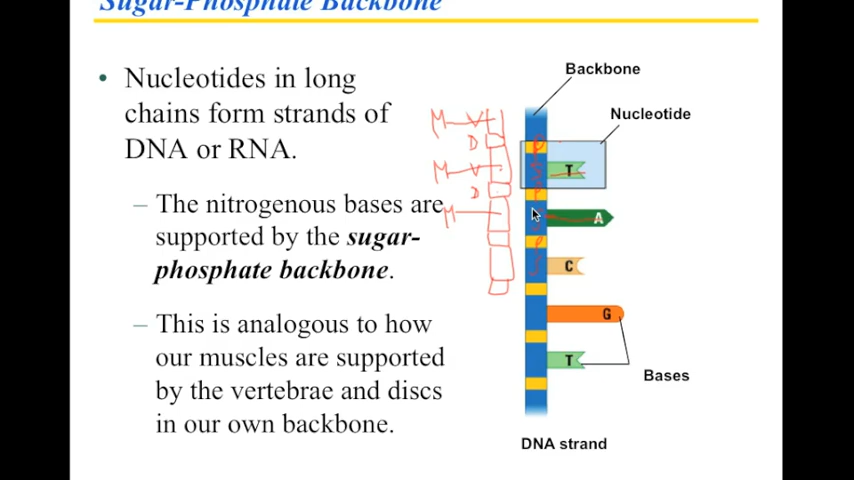 Sugar-Phosphate Backbone
• Nucleotides in long
chains form strands of
DNA or RNA.
– The nitrogenous bases are
supported by the sugar-
phosphate backbone.
– This is analogous to how
our muscles are supported
by the vertebrae and discs
in our own backbone.
Backbone
Nucleotide
M V
D
M V
D
M
T
A
C
G
T
Bases
DNA strand